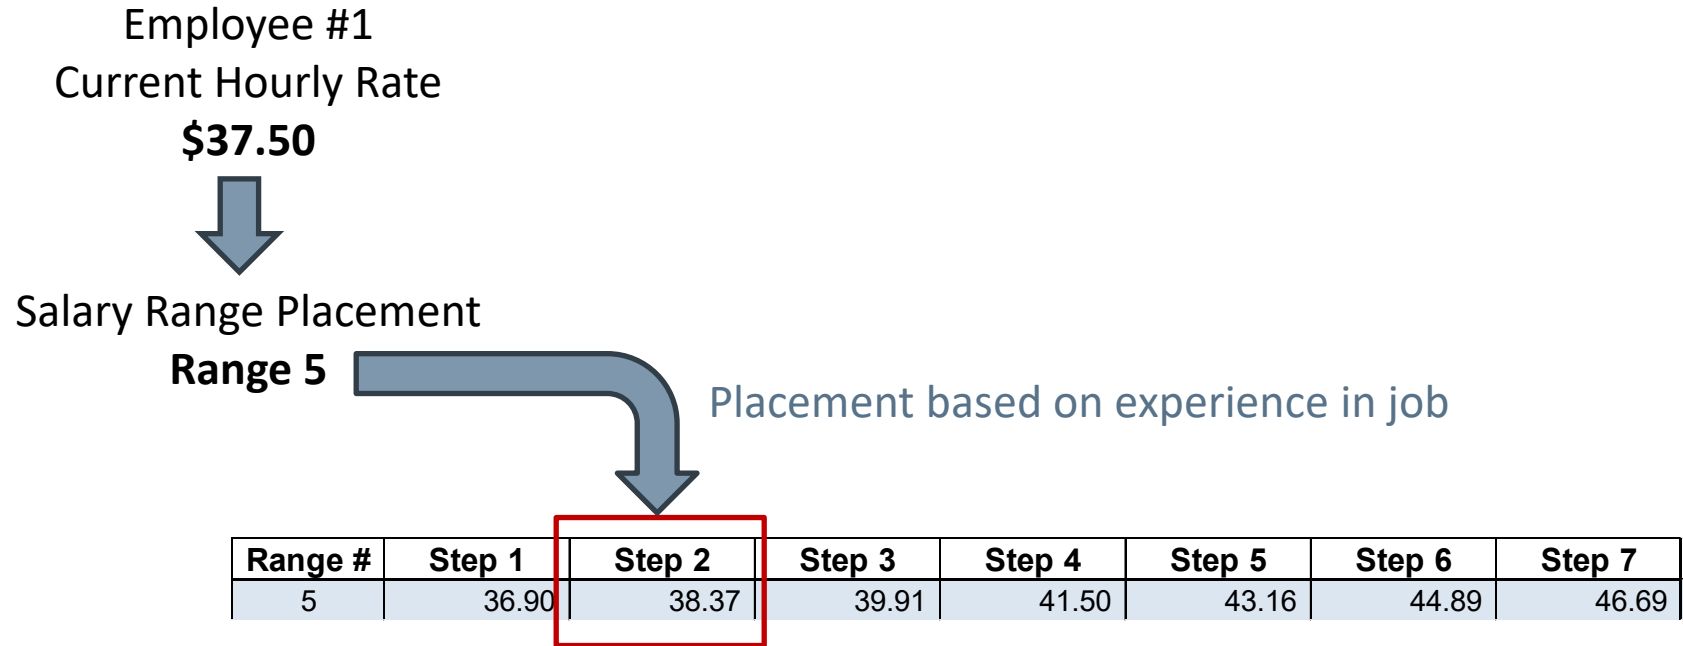 Employee #1
Current Hourly Rate
$37.50
Salary Range Placement
Range 5
Placement based on experience in job
Range # Step 1 Step 2 Step 3 Step 4 Step 5 Step 6 Step 7
5 36.90 38.37 39.91 41.50 43.16 44.89 46.69